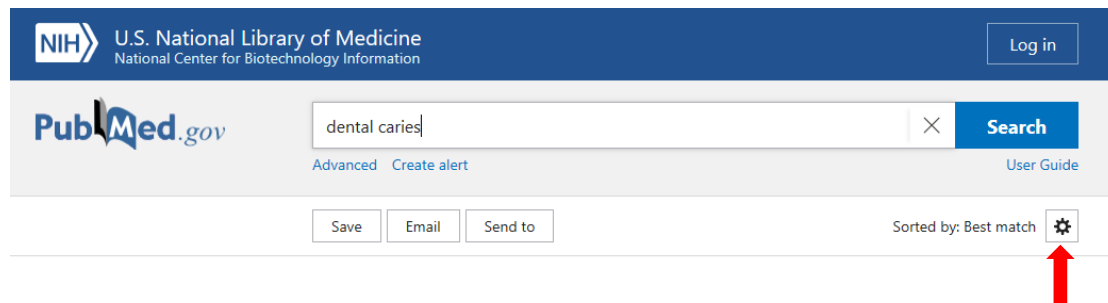 NIH U.S. National Library of Medicine
National Center for Biotechnology Information
Log in
PubMed.gov
dental caries
Search
Advanced Create alert
User Guide
Save Email Send to
Sorted by: Best match